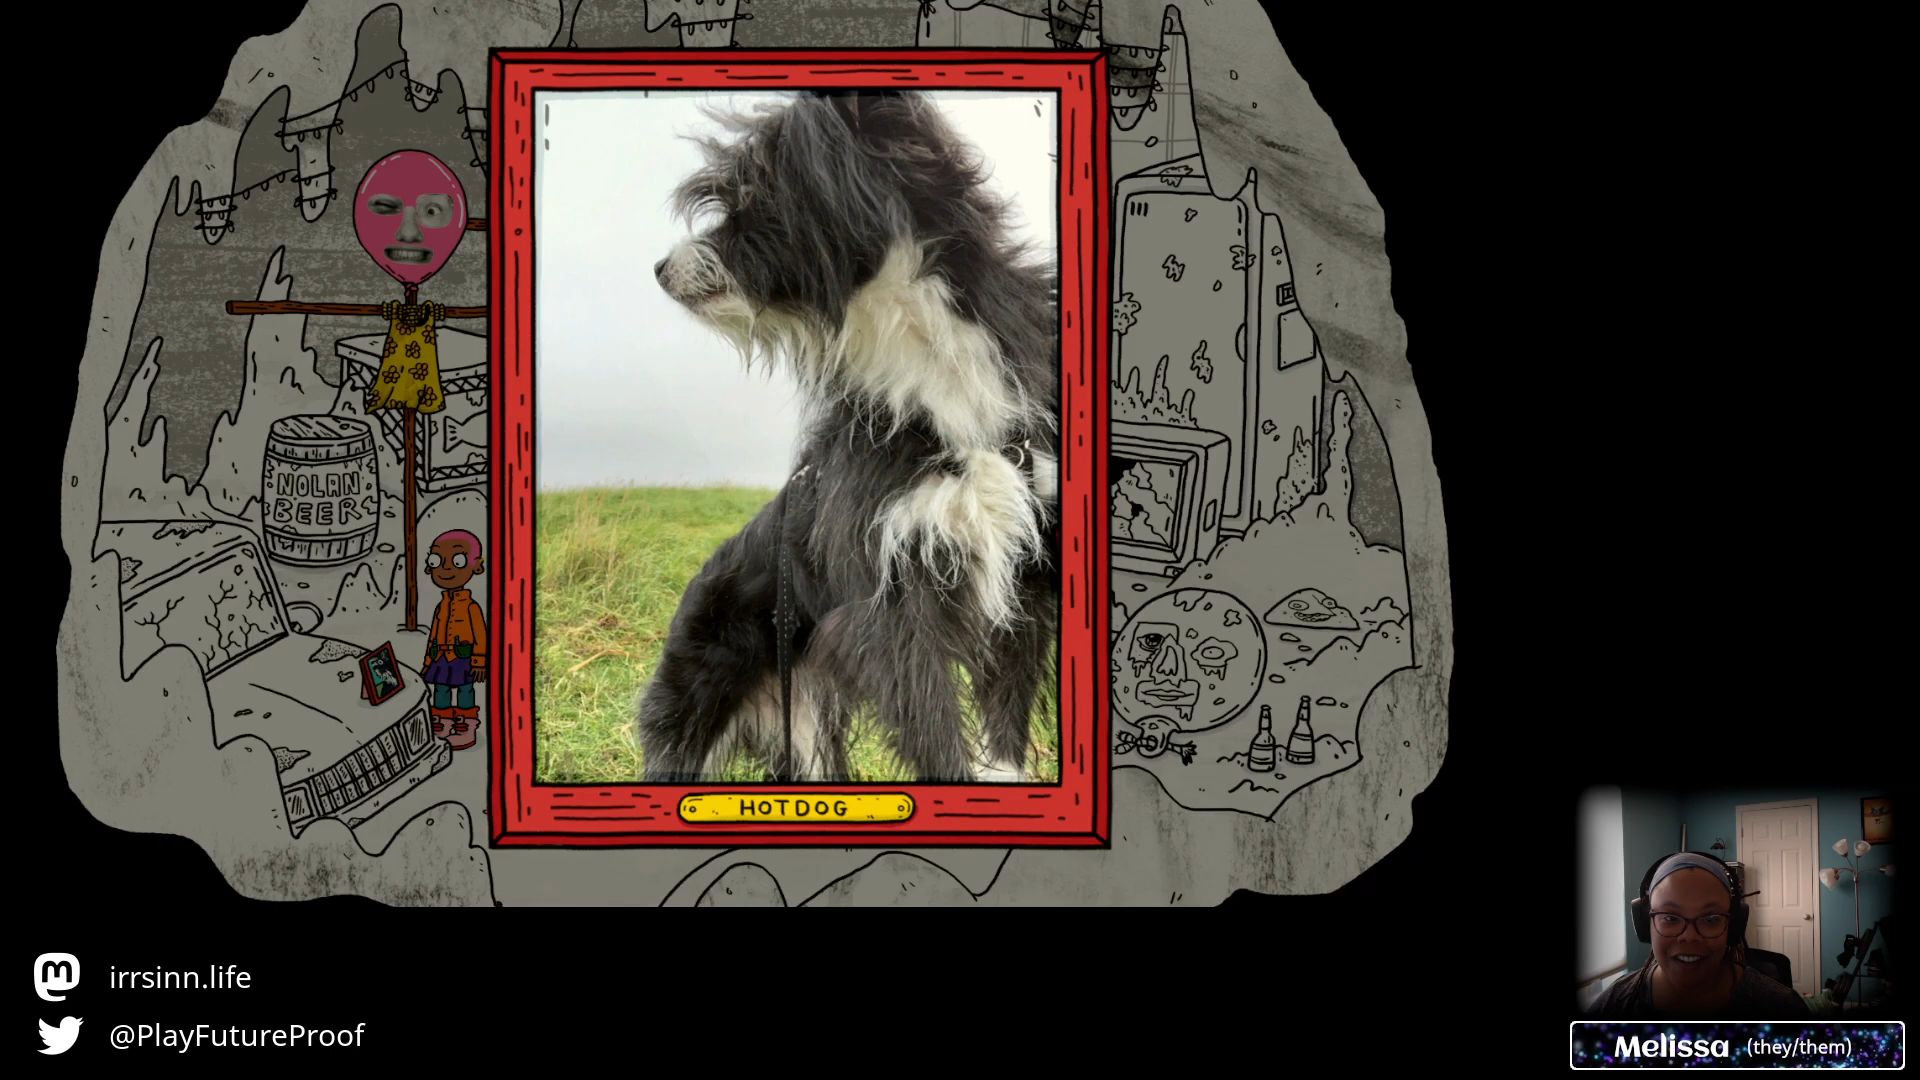 NOLAN
BEER
HOTDOG
irrsinn.life
@PlayFutureProof
Melissa (they/them)